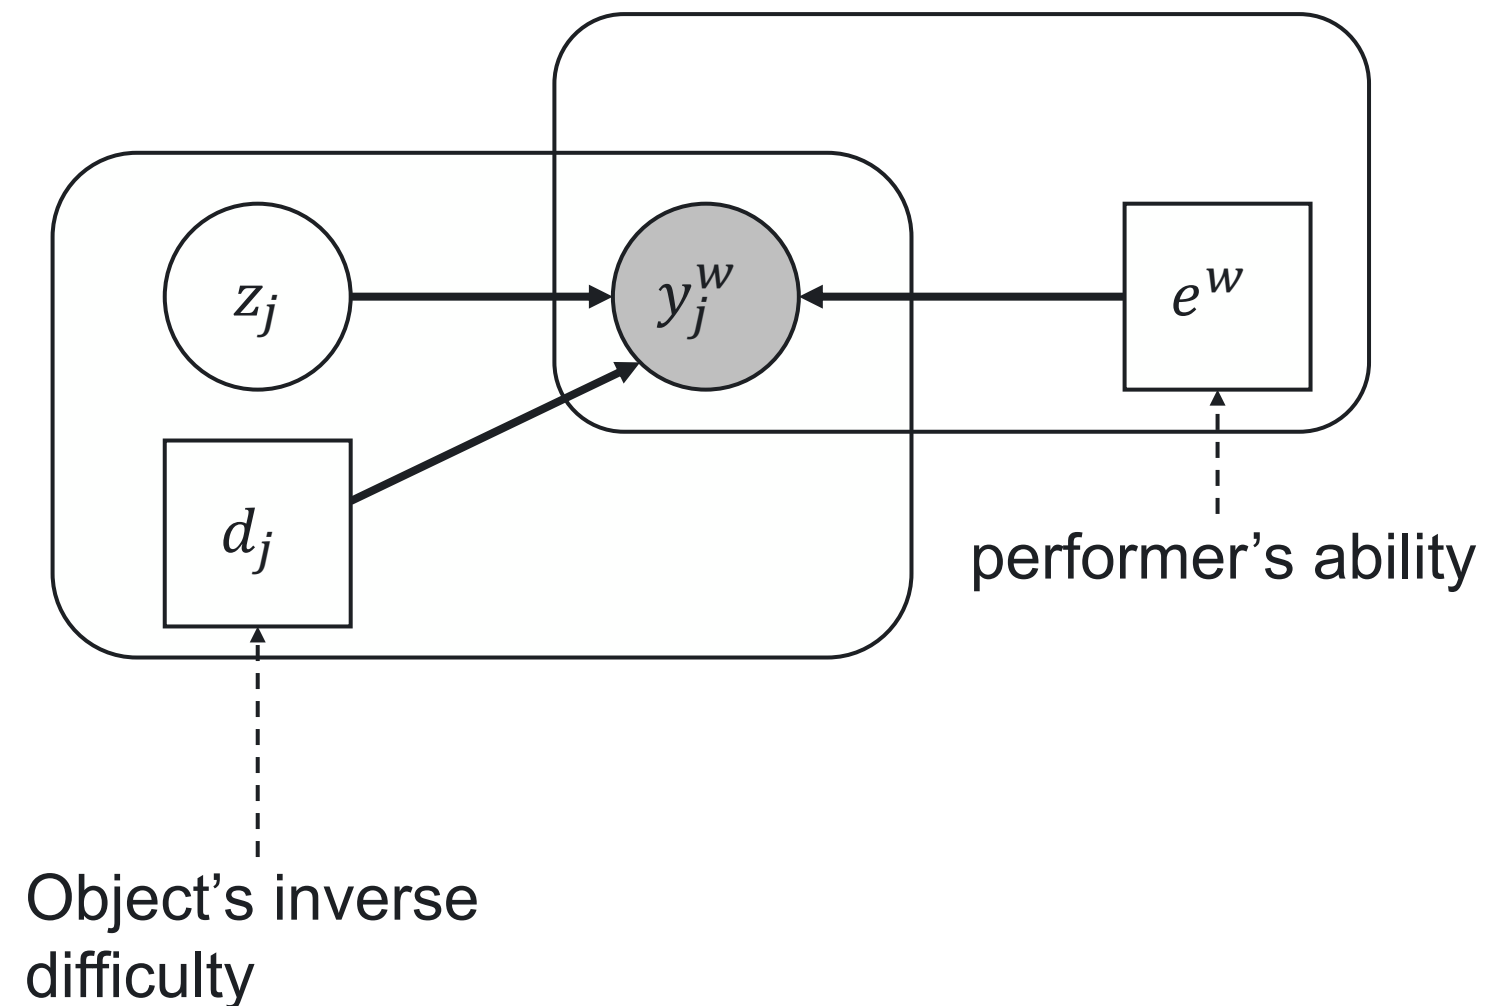 z_j
y_j^w
e^w
d_j
performer’s ability
Object’s inverse
difficulty